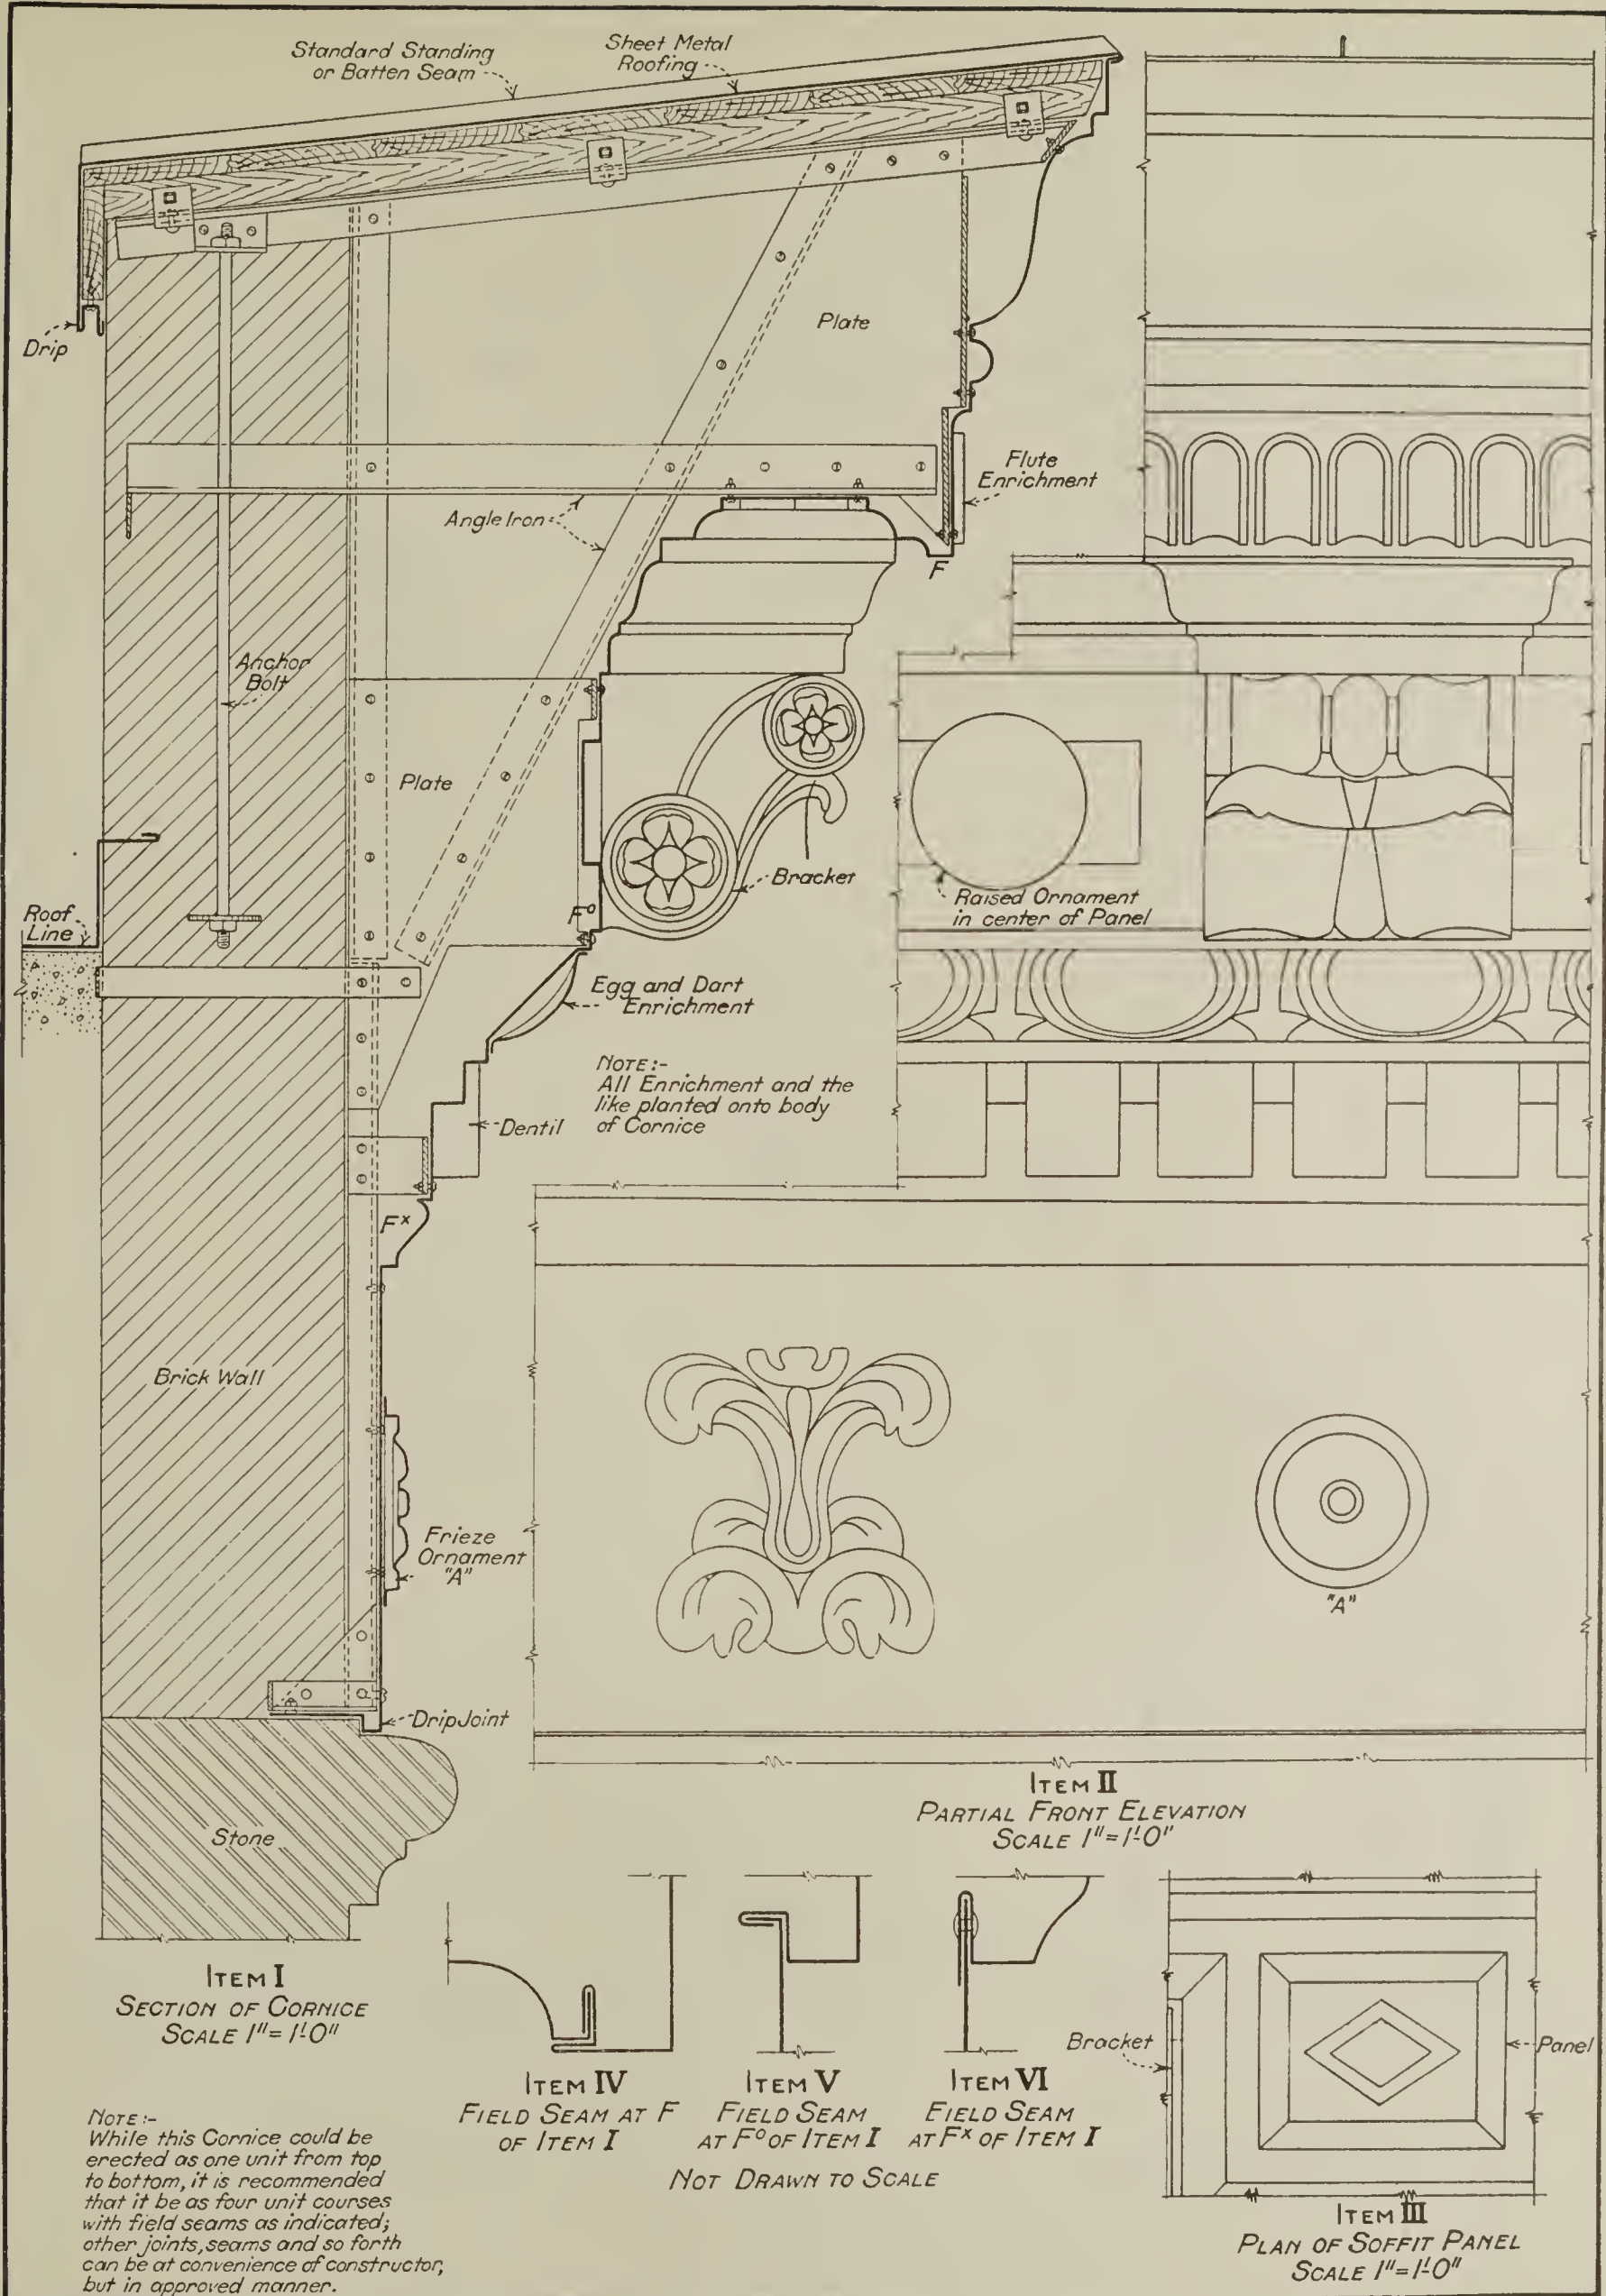 Standard Standing
or Batten Seam
Sheet Metal
Roofing
Drip
Plate
Flute
Enrichment
Angle Iron
F
Anchor
Bolt
Plate
Bracket
Raised Ornament
in center of Panel
Roof
Line
F°
Egg and Dart
Enrichment
NOTE:-
All Enrichment and the
like planted onto body
of Cornice
Dentil
Fˣ
Brick Wall
Frieze
Ornament
"A"
"A"
Drip Joint
Stone
ITEM II
PARTIAL FRONT ELEVATION
SCALE 1"=1'-0"
ITEM I
SECTION OF CORNICE
SCALE 1"=1'-0"
ITEM IV
FIELD SEAM AT F
OF ITEM I
ITEM V
FIELD SEAM
AT F° OF ITEM I
ITEM VI
FIELD SEAM
AT Fˣ OF ITEM I
NOT DRAWN TO SCALE
Bracket
Panel
ITEM III
PLAN OF SOFFIT PANEL
SCALE 1"=1'-0"
NOTE:-
While this Cornice could be
erected as one unit from top
to bottom, it is recommended
that it be as four unit courses
with field seams as indicated;
other joints, seams and so forth
can be at convenience of constructor,
but in approved manner.